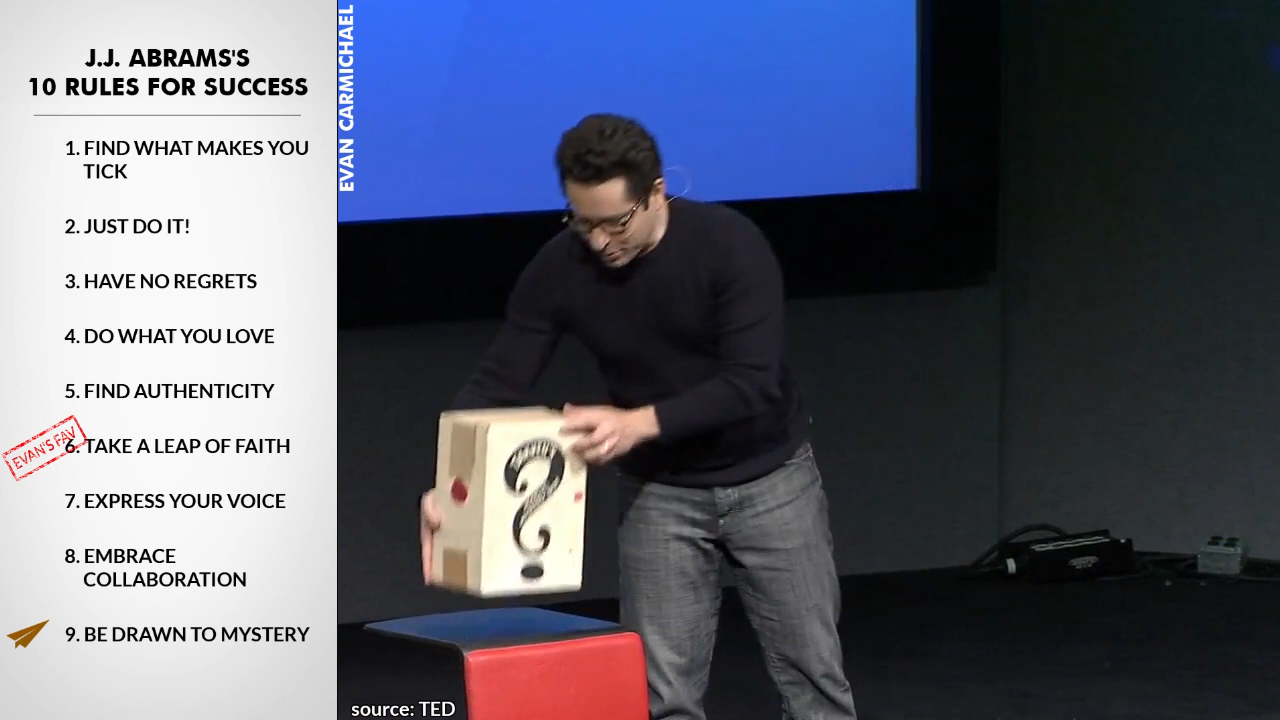 J.J. ABRAMS'S
10 RULES FOR SUCCESS
1. FIND WHAT MAKES YOU
TICK
2. JUST DO IT!
3. HAVE NO REGRETS
4. DO WHAT YOU LOVE
5. FIND AUTHENTICITY
EVAN'S FAV
6. TAKE A LEAP OF FAITH
7. EXPRESS YOUR VOICE
8. EMBRACE
COLLABORATION
9. BE DRAWN TO MYSTERY
EVAN CARMICHAEL
?
source: TED